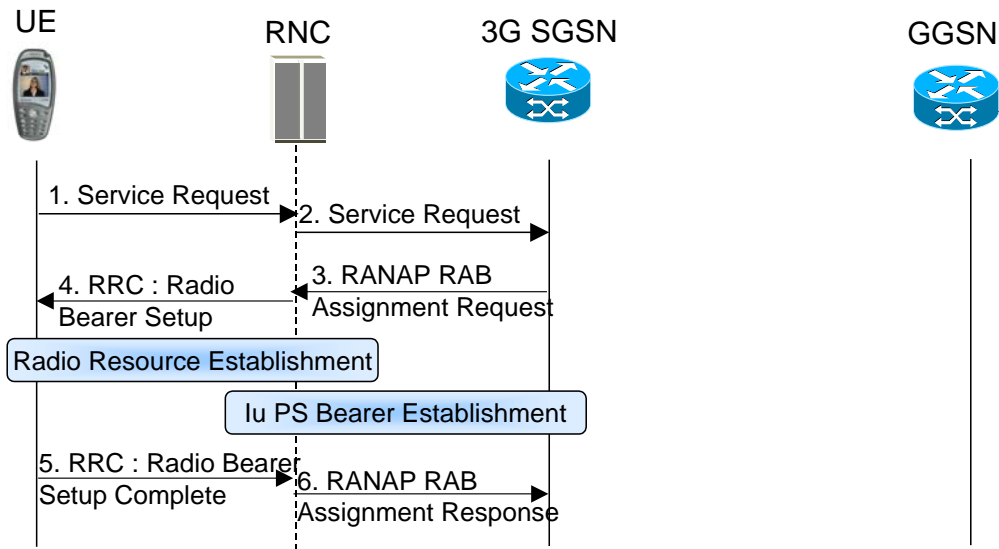 UE
RNC
3G SGSN
GGSN
1. Service Request
2. Service Request
3. RANAP RAB
Assignment Request
4. RRC : Radio
Bearer Setup
Radio Resource Establishment
Iu PS Bearer Establishment
5. RRC : Radio Bearer
Setup Complete
6. RANAP RAB
Assignment Response